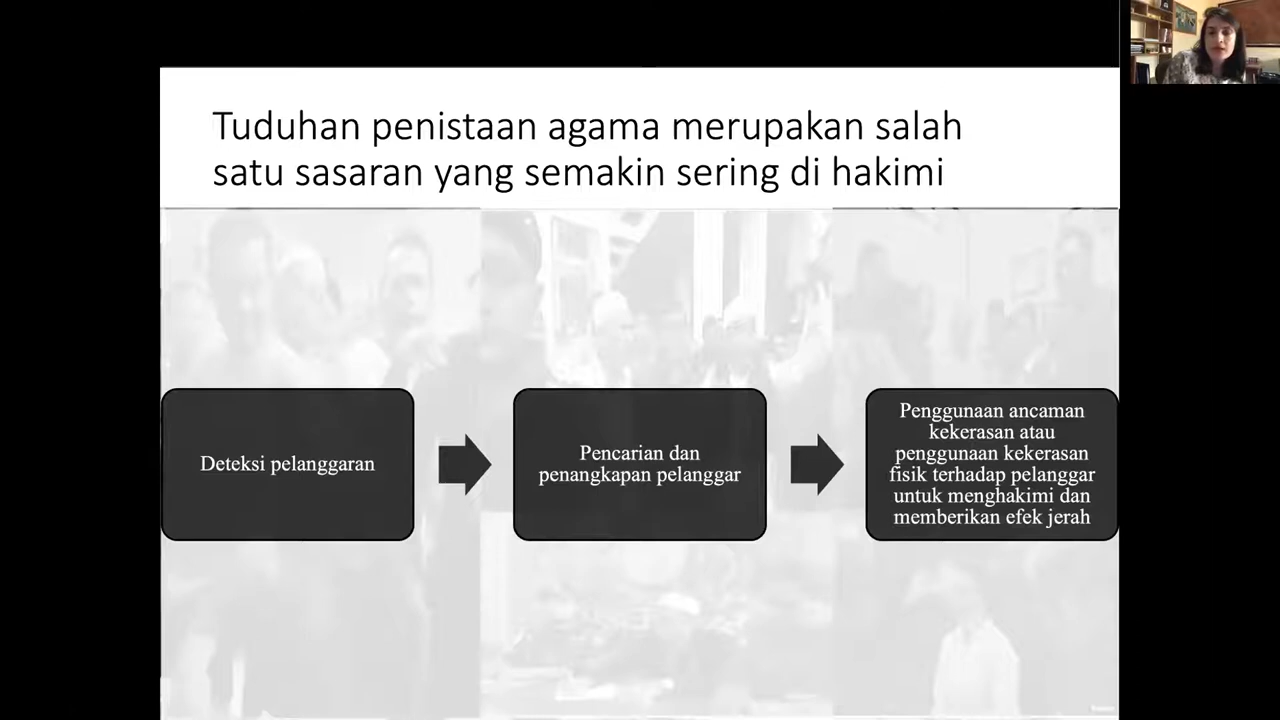 Tuduhan penistaan agama merupakan salah
satu sasaran yang semakin sering di hakimi
Deteksi pelanggaran
Pencarian dan
penangkapan pelanggar
Penggunaan ancaman
kekerasan atau
penggunaan kekerasan
fisik terhadap pelanggar
untuk menghakimi dan
memberikan efek jerah